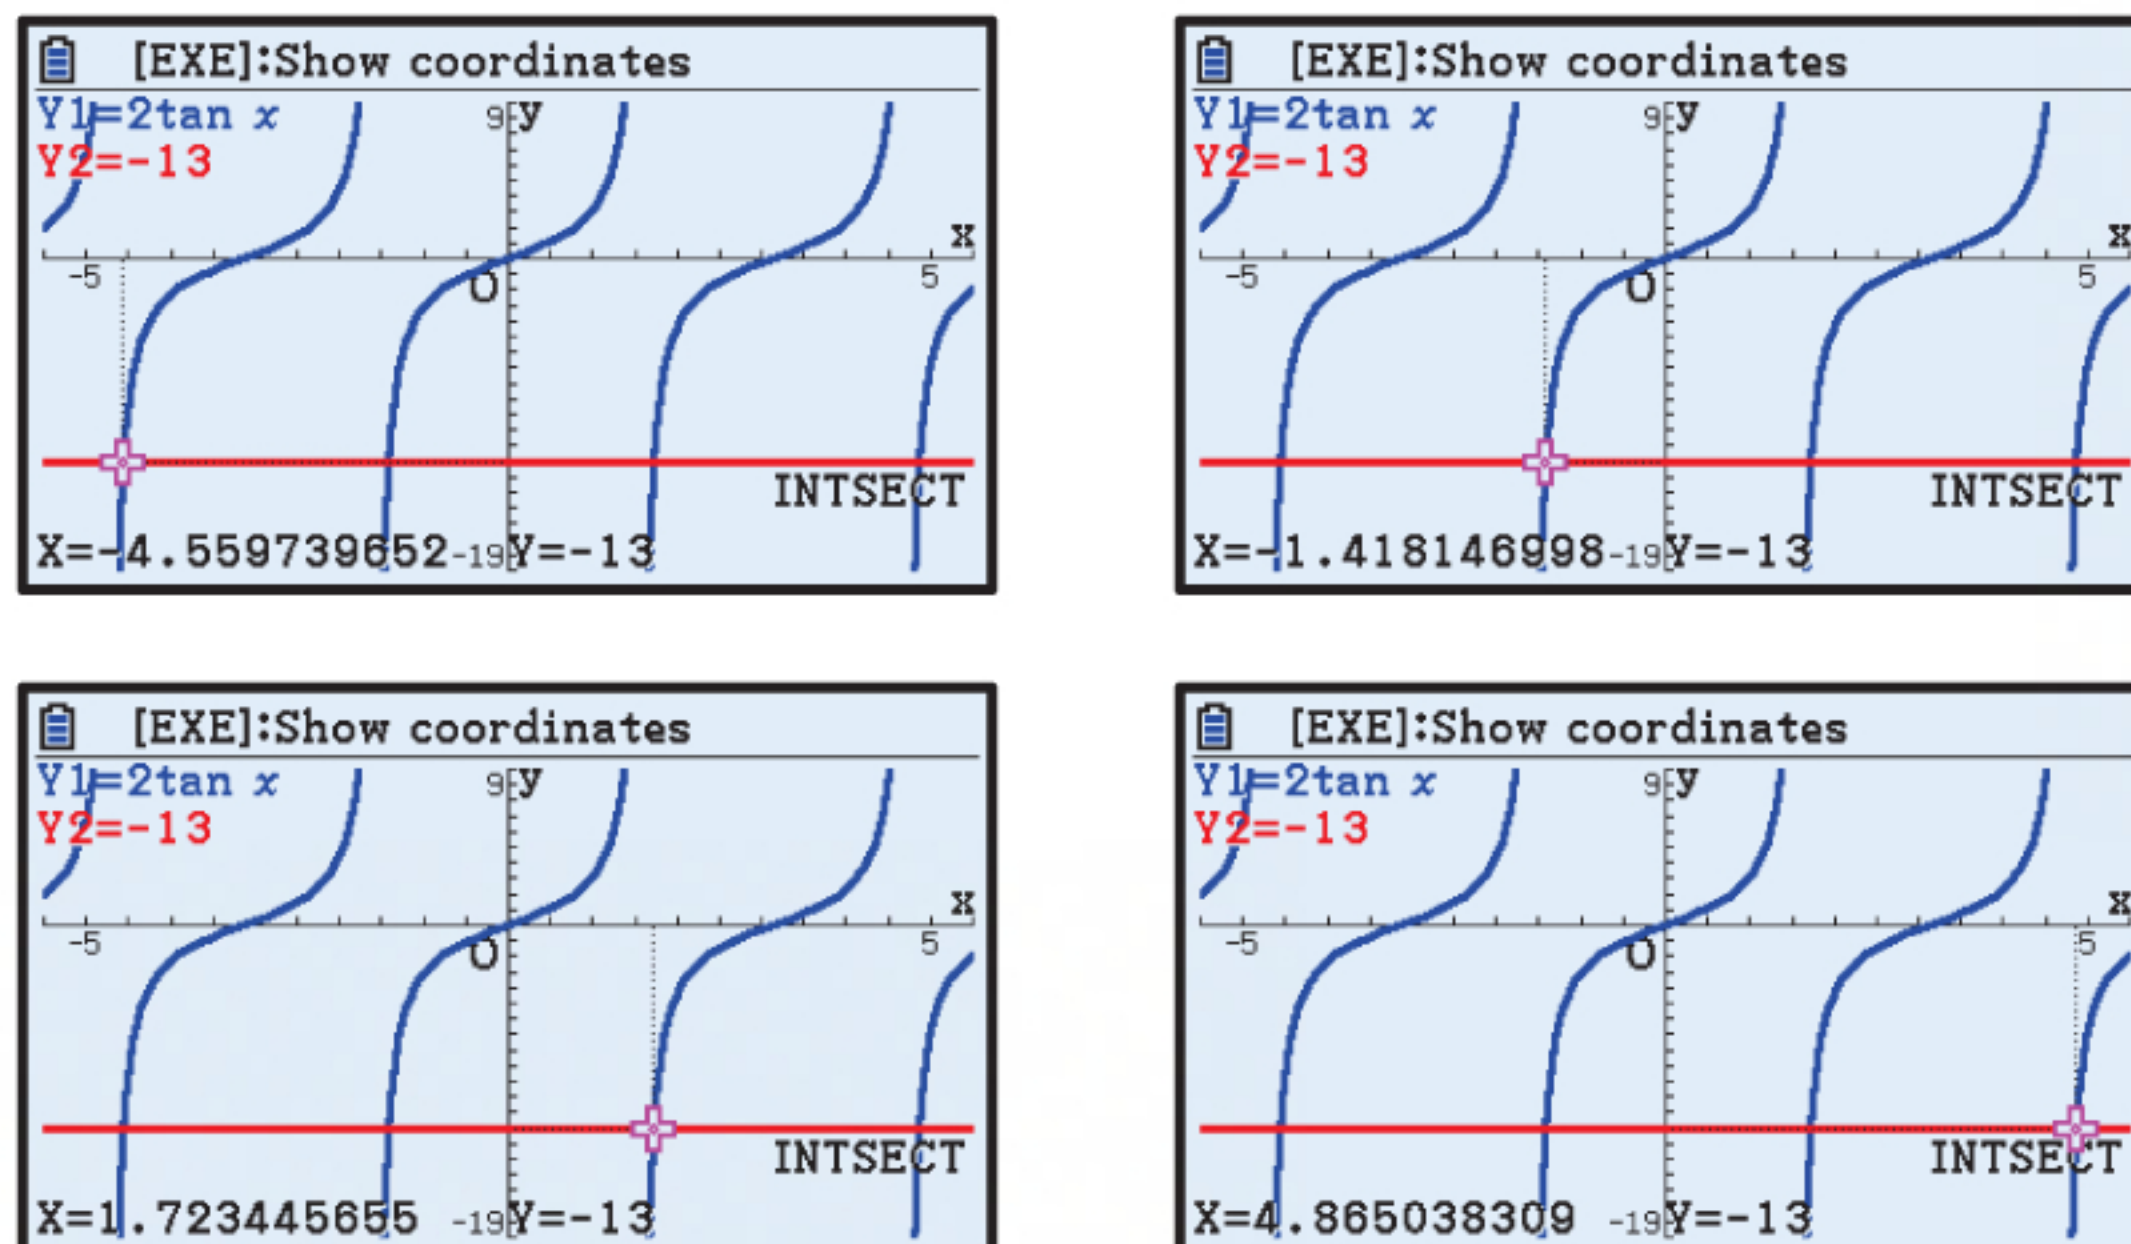 [EXE]:Show coordinates
Y1=2tan x
Y2=-13
9
y
x
-5
O
5
INTSECT
X=-4.559739652
-19
Y=-13
[EXE]:Show coordinates
Y1=2tan x
Y2=-13
9
y
x
-5
O
5
INTSECT
X=-1.418146998
-19
Y=-13
[EXE]:Show coordinates
Y1=2tan x
Y2=-13
9
y
x
-5
O
5
INTSECT
X=1.723445655
-19
Y=-13
[EXE]:Show coordinates
Y1=2tan x
Y2=-13
9
y
x
-5
O
5
INTSECT
X=4.865038309
-19
Y=-13